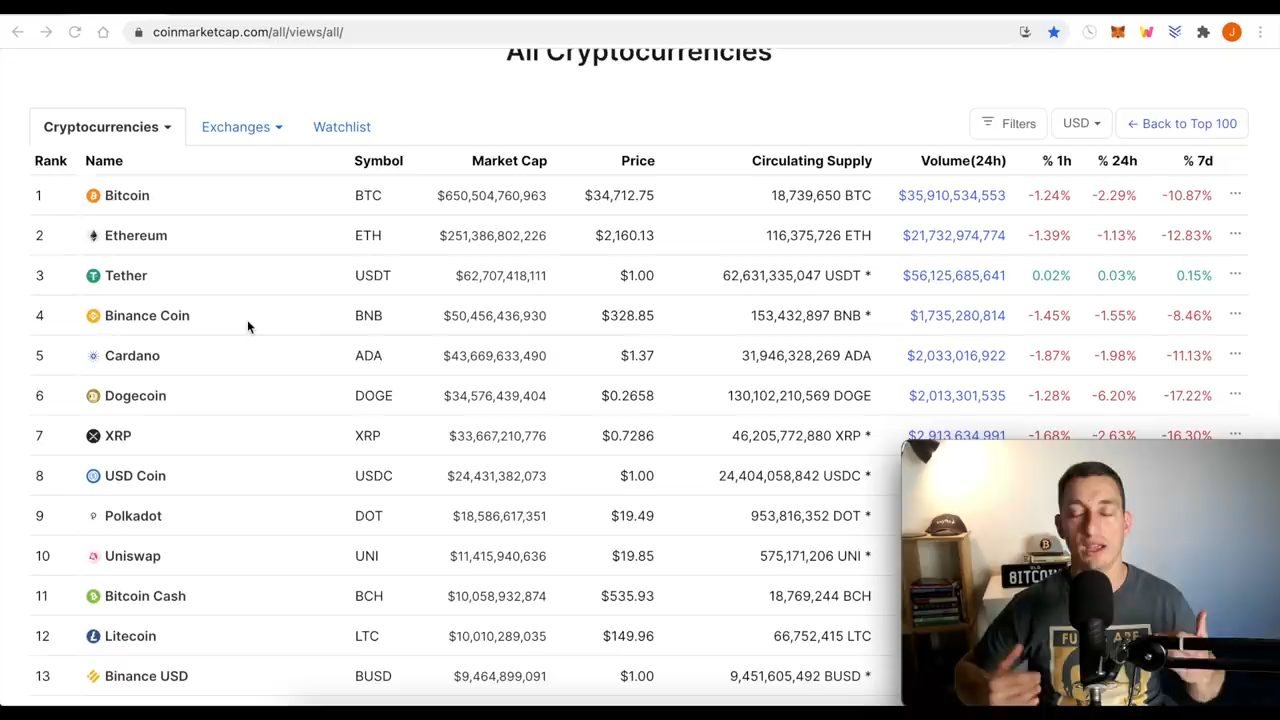 coinmarketcap.com/all/views/all/
J
All Cryptocurrencies
Cryptocurrencies Exchanges Watchlist Filters USD ← Back to Top 100
Rank Name Symbol Market Cap Price Circulating Supply Volume(24h) % 1h % 24h % 7d
1 Bitcoin BTC $650,504,760,963 $34,712.75 18,739,650 BTC $35,910,534,553 -1.24% -2.29% -10.87%
2 Ethereum ETH $251,386,802,226 $2,160.13 116,375,726 ETH $21,732,974,774 -1.39% -1.13% -12.83%
3 Tether USDT $62,707,418,111 $1.00 62,631,335,047 USDT * $56,125,685,641 0.02% 0.03% 0.15%
4 Binance Coin BNB $50,456,436,930 $328.85 153,432,897 BNB * $1,735,280,814 -1.45% -1.55% -8.46%
5 Cardano ADA $43,669,633,490 $1.37 31,946,328,269 ADA $2,033,016,922 -1.87% -1.98% -11.13%
6 Dogecoin DOGE $34,576,439,404 $0.2658 130,102,210,569 DOGE $2,013,301,535 -1.28% -6.20% -17.22%
7 XRP XRP $33,667,210,776 $0.7286 46,205,772,880 XRP * $2,913,634,991 -1.68% -2.63% -16.30%
8 USD Coin USDC $24,431,382,073 $1.00 24,404,058,842 USDC *
9 Polkadot DOT $18,586,617,351 $19.49 953,816,352 DOT *
10 Uniswap UNI $11,415,940,636 $19.85 575,171,206 UNI *
11 Bitcoin Cash BCH $10,058,932,874 $535.93 18,769,244 BCH
12 Litecoin LTC $10,010,289,035 $149.96 66,752,415 LTC
13 Binance USD BUSD $9,464,899,091 $1.00 9,451,605,492 BUSD *
BITCOIN